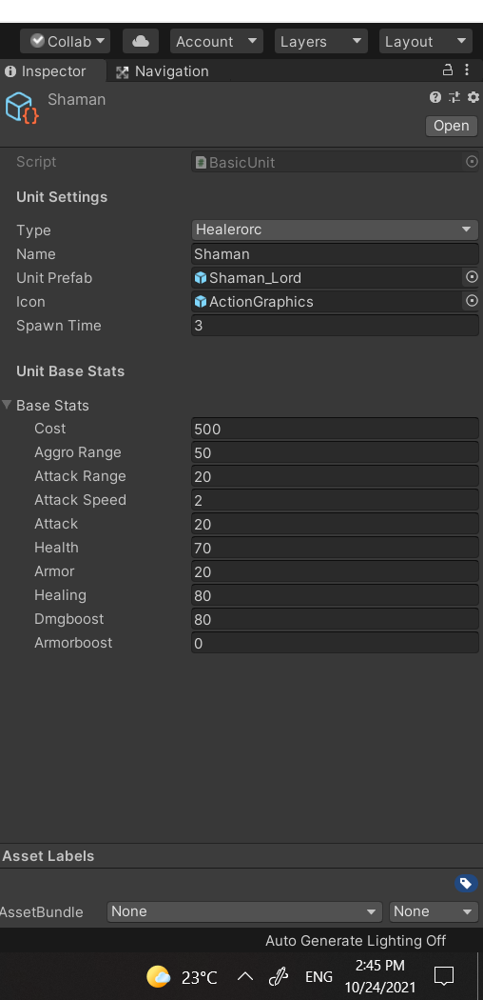 Collab Account Layers Layout
Inspector Navigation
Shaman
Open
Script BasicUnit
Unit Settings
Type Healerorc
Name Shaman
Unit Prefab Shaman_Lord
Icon ActionGraphics
Spawn Time 3
Unit Base Stats
Base Stats
Cost 500
Aggro Range 50
Attack Range 20
Attack Speed 2
Attack 20
Health 70
Armor 20
Healing 80
Dmgboost 80
Armorboost 0
Asset Labels
AssetBundle None None
Auto Generate Lighting Off
23°C ENG 2:45 PM
10/24/2021